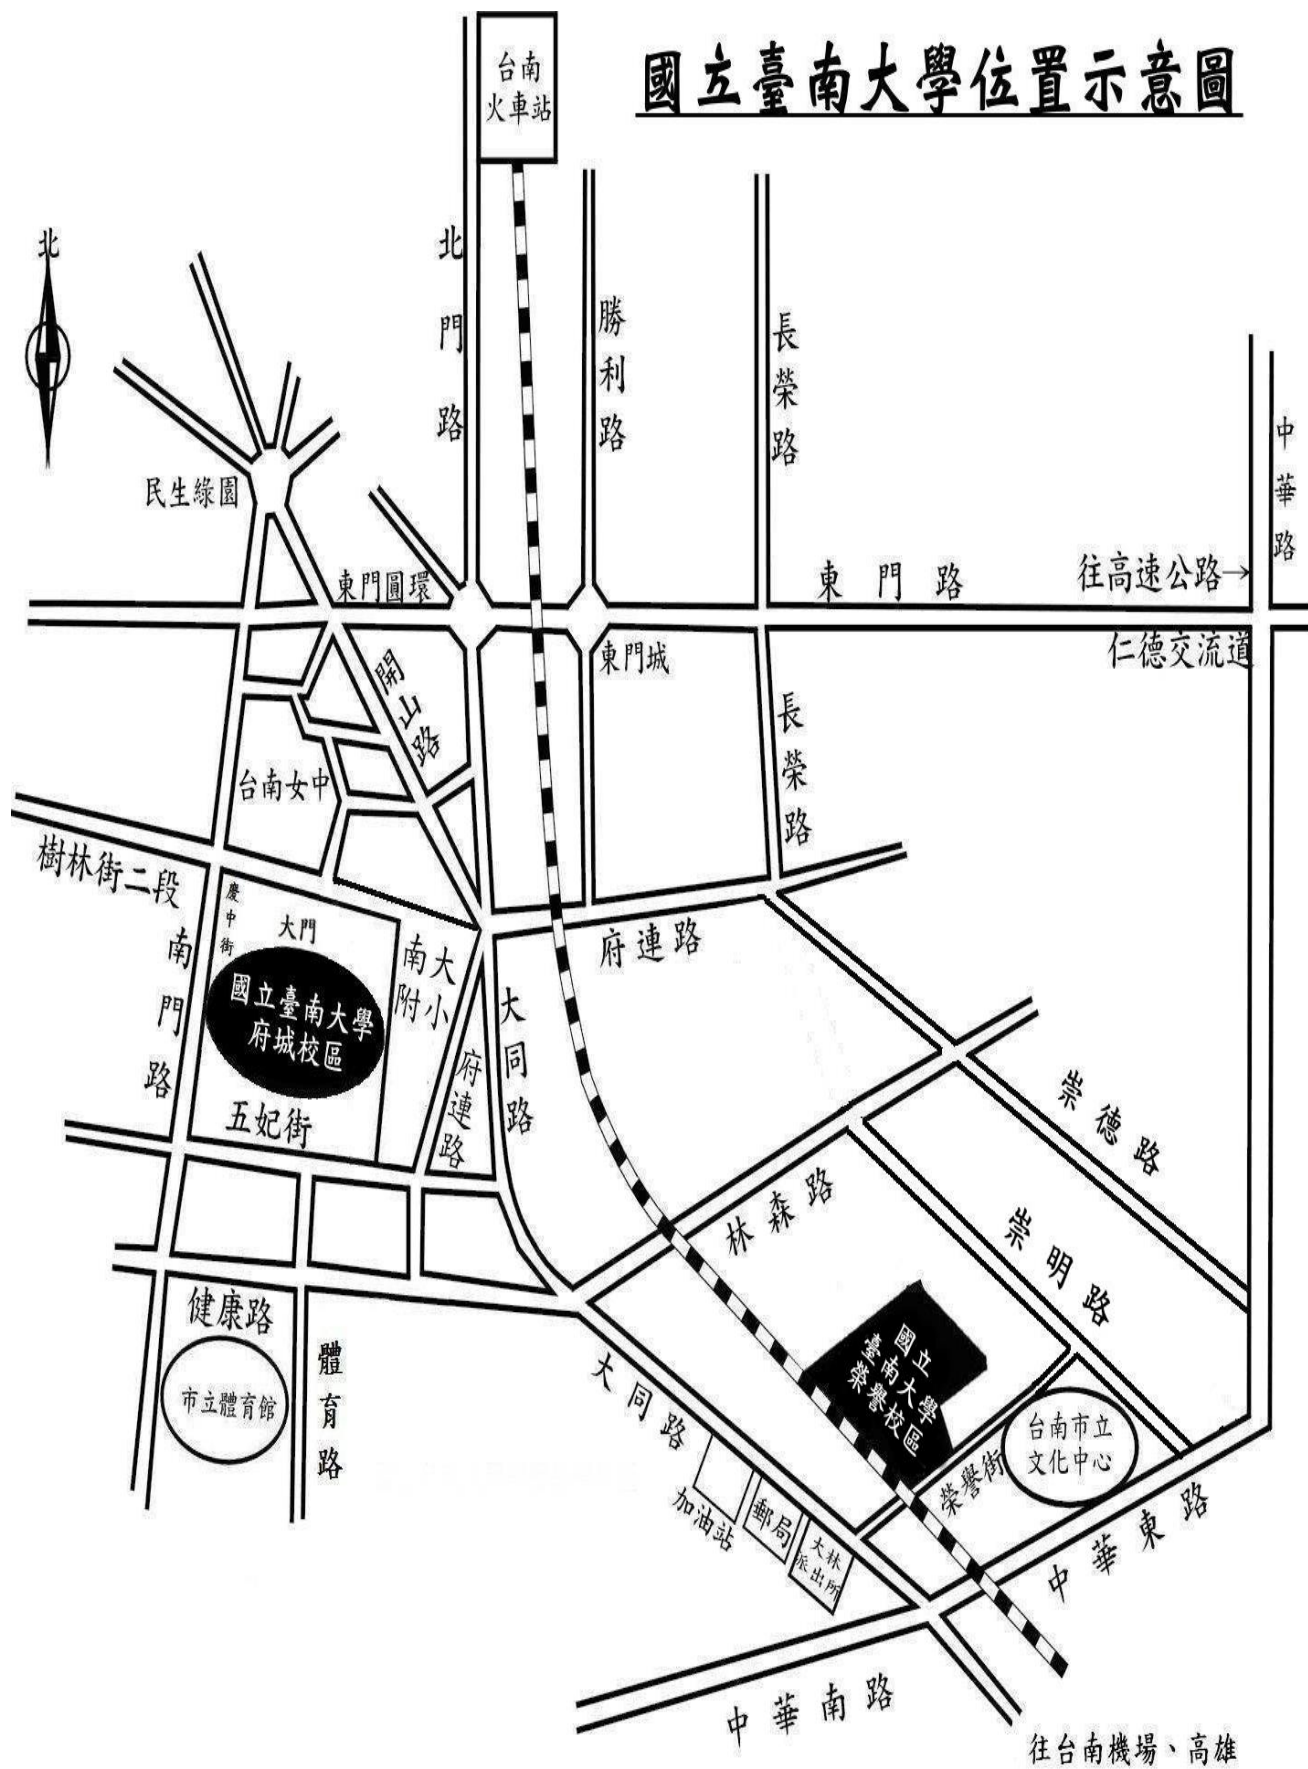 國立臺南大學位置示意圖
台南
火車站
北
北門路
勝利路
長榮路
中華路
民生綠園
東門圓環
東門路
往高速公路→
仁德交流道
東門城
開山路
長榮路
台南女中
樹林街二段
慶中街
大門
南門路
國立臺南大學
府城校區
南大
附小
府連路
大同路
府連路
五妃街
崇德路
林森路
崇明路
健康路
市立體育館
體育路
大同路
國立
臺南大學
榮譽校區
台南市立
文化中心
榮譽街
加油站
郵局
大林
派出所
中華東路
中華南路
往台南機場、高雄